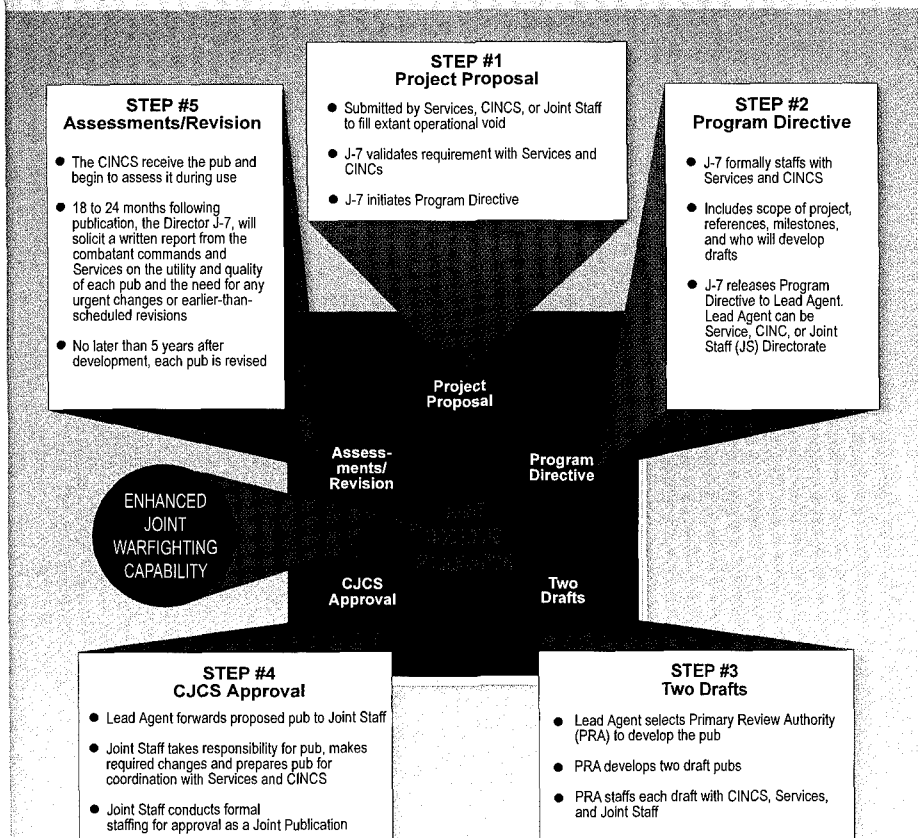 STEP #1
Project Proposal
● Submitted by Services, CINCS, or Joint Staff
to fill extant operational void
● J-7 validates requirement with Services and
CINCs
● J-7 initiates Program Directive
STEP #2
Program Directive
● J-7 formally staffs with
Services and CINCS
● Includes scope of project,
references, milestones,
and who will develop
drafts
● J-7 releases Program
Directive to Lead Agent.
Lead Agent can be
Service, CINC, or Joint
Staff (JS) Directorate
STEP #3
Two Drafts
● Lead Agent selects Primary Review Authority
(PRA) to develop the pub
● PRA develops two draft pubs
● PRA staffs each draft with CINCS, Services,
and Joint Staff
STEP #4
CJCS Approval
● Lead Agent forwards proposed pub to Joint Staff
● Joint Staff takes responsibility for pub, makes
required changes and prepares pub for
coordination with Services and CINCS
● Joint Staff conducts formal
staffing for approval as a Joint Publication
STEP #5
Assessments/Revision
● The CINCS receive the pub and
begin to assess it during use
● 18 to 24 months following
publication, the Director J-7, will
solicit a written report from the
combatant commands and
Services on the utility and quality
of each pub and the need for any
urgent changes or earlier-than-
scheduled revisions
● No later than 5 years after
development, each pub is revised
Project
Proposal
Program
Directive
Two
Drafts
CJCS
Approval
Assess-
ments/
Revision
ENHANCED
JOINT
WARFIGHTING
CAPABILITY